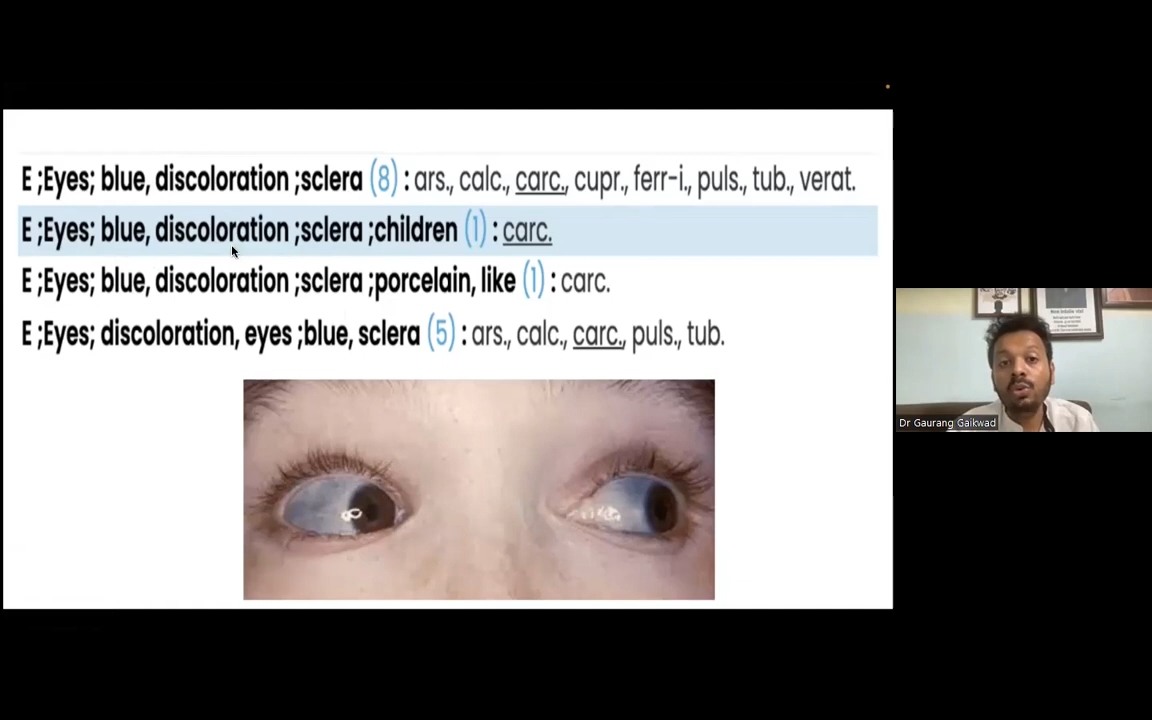 E ;Eyes; blue, discoloration ;sclera (8) : ars., calc., carc., cupr., ferr-i., puls., tub., verat.
E ;Eyes; blue, discoloration ;sclera ;children (1) : carc.
E ;Eyes; blue, discoloration ;sclera ;porcelain, like (1) : carc.
E ;Eyes; discoloration, eyes ;blue, sclera (5) : ars., calc., carc., puls., tub.
Dr Gaurang Gaikwad